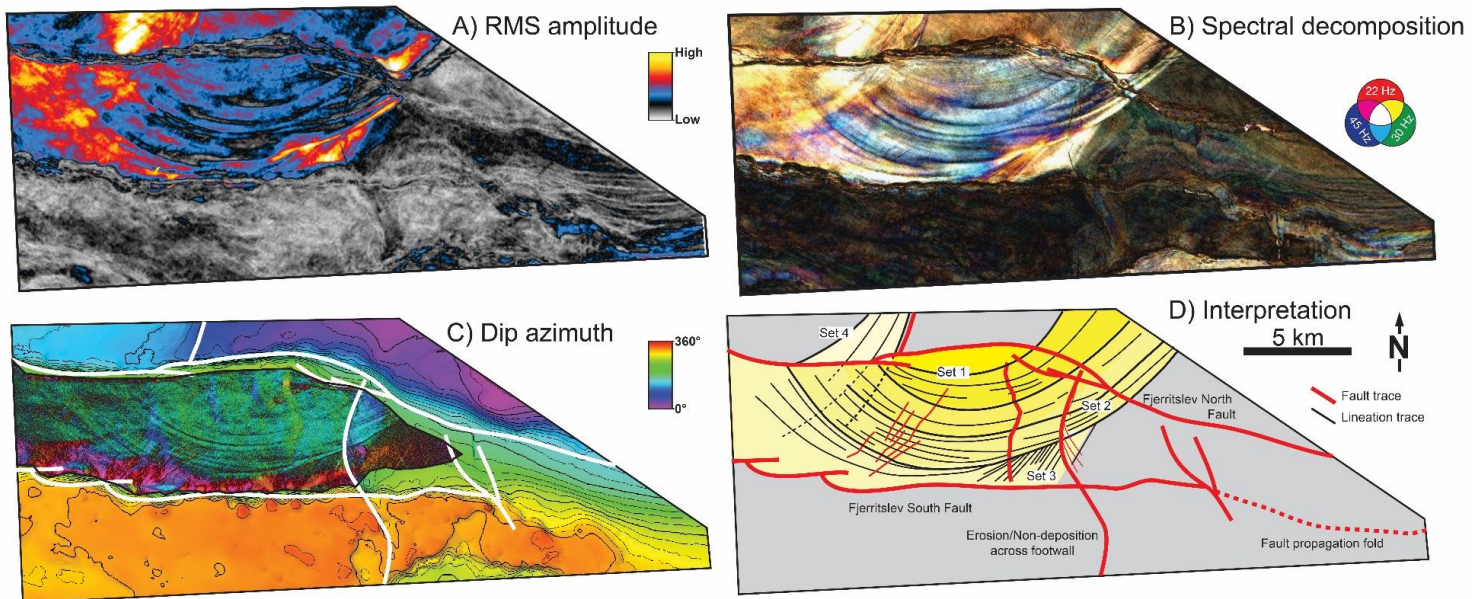 A) RMS amplitude
High
Low
B) Spectral decomposition
22 Hz
45 Hz
30 Hz
C) Dip azimuth
360°
0°
D) Interpretation
5 km
N
Fault trace
Lineation trace
Set 4
Set 1
Set 2
Set 3
Fjerritslev North
Fault
Fjerritslev South Fault
Erosion/Non-deposition
across footwall
Fault propagation fold